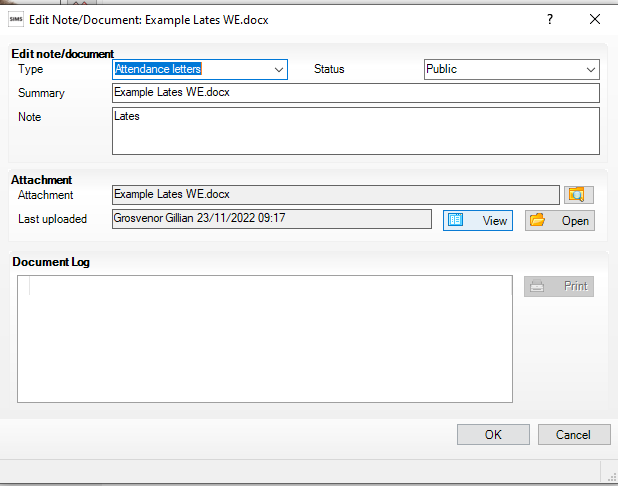 SIMS Edit Note/Document: Example Lates WE.docx ?
Edit note/document
Type Attendance letters Status Public
Summary Example Lates WE.docx
Note Lates
Attachment
Attachment Example Lates WE.docx
Last uploaded Grosvenor Gillian 23/11/2022 09:17 View Open
Document Log
Print
OK Cancel